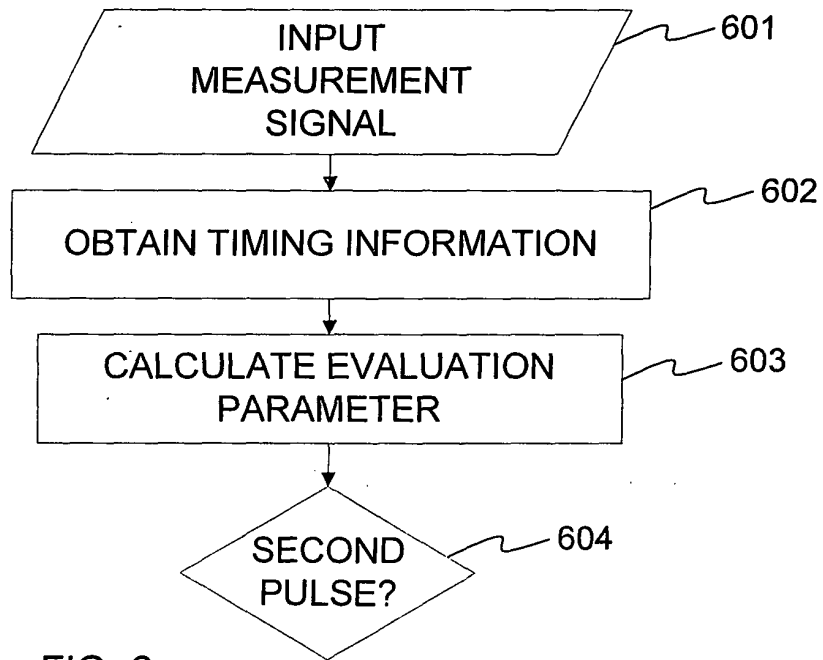 INPUT
MEASUREMENT
SIGNAL
601
OBTAIN TIMING INFORMATION
602
CALCULATE EVALUATION
PARAMETER
603
SECOND
PULSE?
604